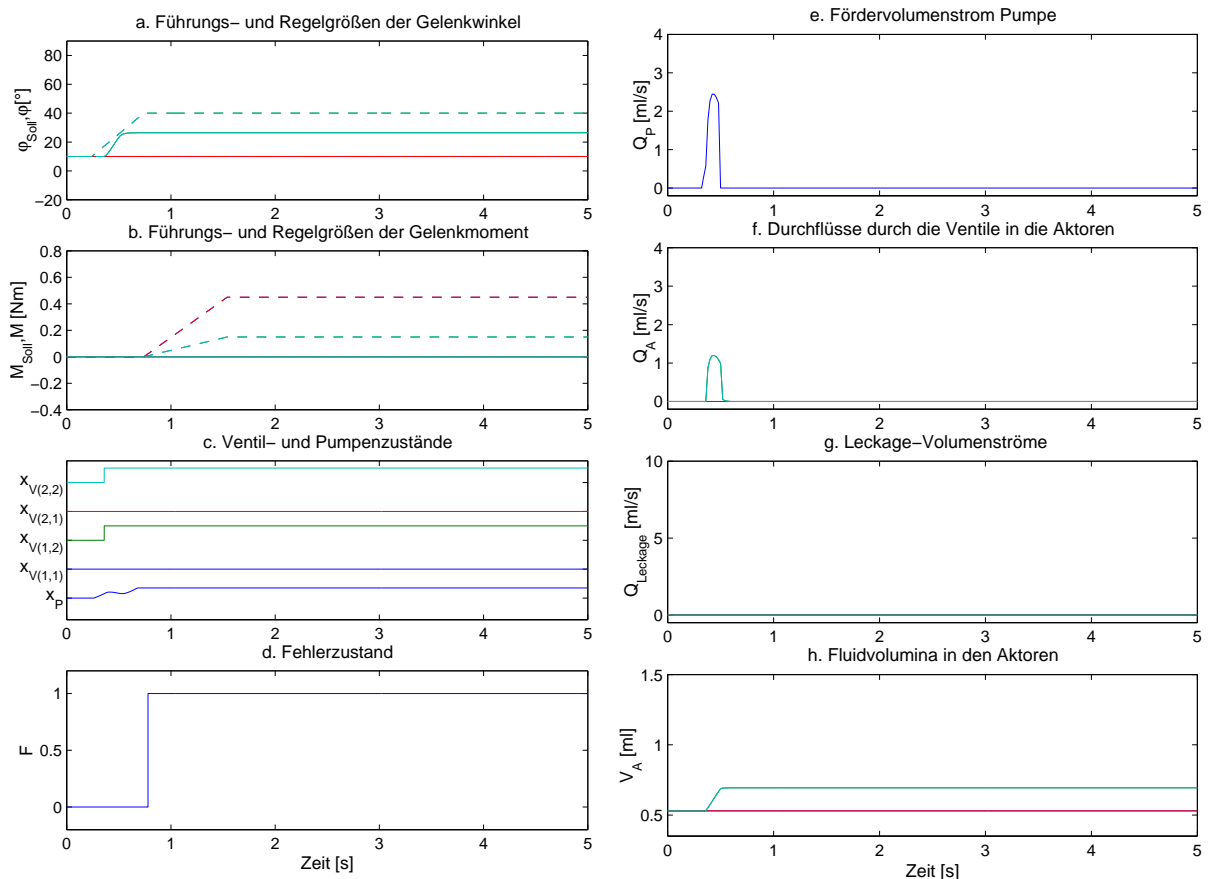 a. Führungs− und Regelgrößen der Gelenkwinkel
φSoll,φ[°]
80
60
40
20
0
−20
0 1 2 3 4 5
b. Führungs− und Regelgrößen der Gelenkmoment
MSoll,M [Nm]
0.8
0.6
0.4
0.2
0
−0.2
−0.4
0 1 2 3 4 5
c. Ventil− und Pumpenzustände
xV(2,2)
xV(2,1)
xV(1,2)
xV(1,1)
xP
0 1 2 3 4 5
d. Fehlerzustand
F
1
0.5
0
0 1 2 3 4 5
Zeit [s]
e. Fördervolumenstrom Pumpe
QP [ml/s]
4
3
2
1
0
0 1 2 3 4 5
f. Durchflüsse durch die Ventile in die Aktoren
QA [ml/s]
4
3
2
1
0
0 1 2 3 4 5
g. Leckage−Volumenströme
QLeckage [ml/s]
10
5
0
0 1 2 3 4 5
h. Fluidvolumina in den Aktoren
VA [ml]
1.5
1
0.5
0 1 2 3 4 5
Zeit [s]